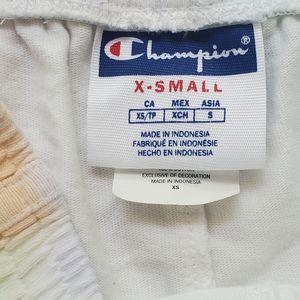 Champion®
X-SMALL
CA MEX ASIA
XS/TP XCH S
MADE IN INDONESIA
FABRIQUÉ EN INDONÉSIE
HECHO EN INDONESIA
EXCLUSIVE OF DECORATION
MADE IN INDONESIA
XS